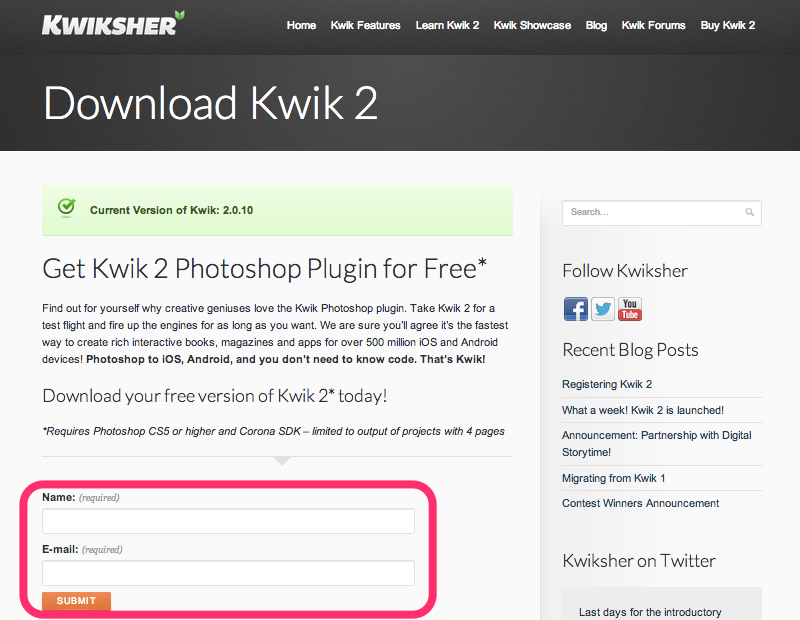 KWIKSHER
Home Kwik Features Learn Kwik 2 Kwik Showcase Blog Kwik Forums Buy Kwik 2
Download Kwik 2
Current Version of Kwik: 2.0.10
Get Kwik 2 Photoshop Plugin for Free*
Find out for yourself why creative geniuses love the Kwik Photoshop plugin. Take Kwik 2 for a
test flight and fire up the engines for as long as you want. We are sure you'll agree it's the fastest
way to create rich interactive books, magazines and apps for over 500 million iOS and Android
devices! Photoshop to iOS, Android, and you don't need to know code. That's Kwik!
Download your free version of Kwik 2* today!
*Requires Photoshop CS5 or higher and Corona SDK – limited to output of projects with 4 pages
Name: (required)
E-mail: (required)
SUBMIT
Search...
Follow Kwiksher
f
You
Tube
Recent Blog Posts
Registering Kwik 2
What a week! Kwik 2 is launched!
Announcement: Partnership with Digital
Storytime!
Migrating from Kwik 1
Contest Winners Announcement
Kwiksher on Twitter
Last days for the introductory